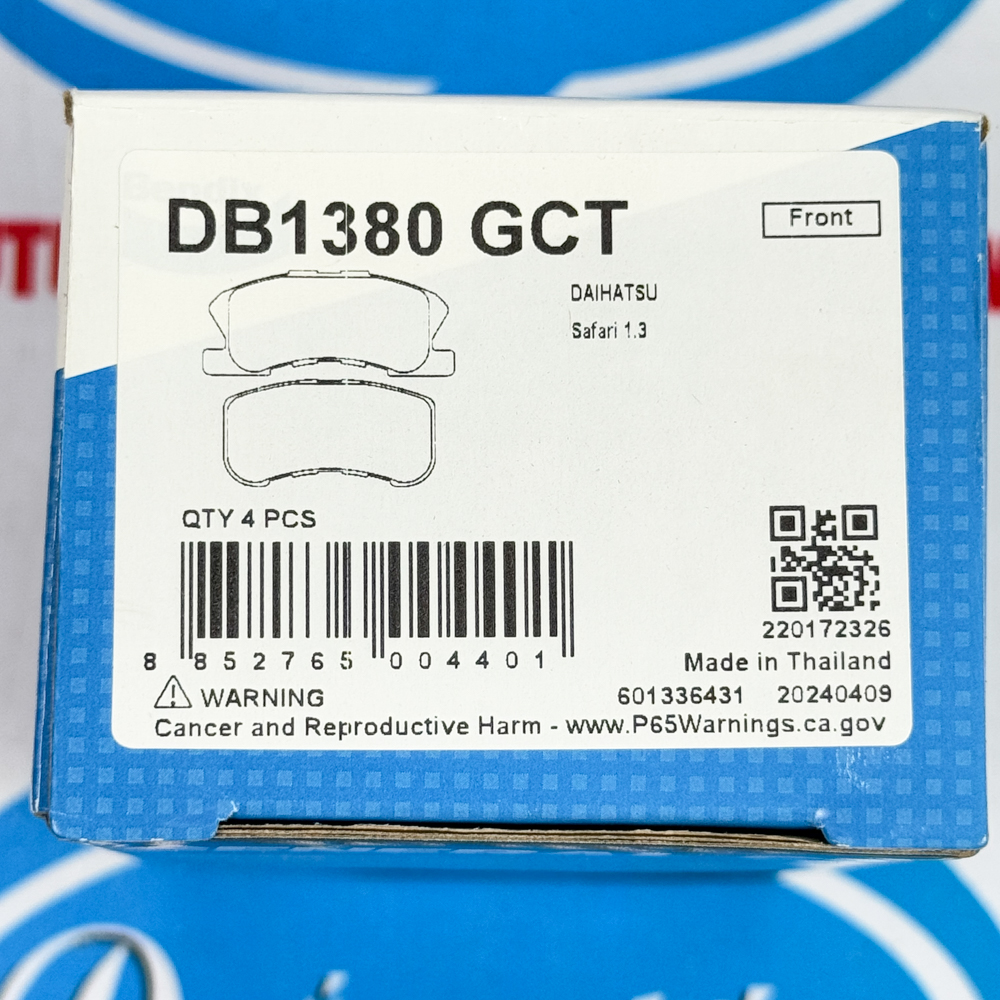 DB1380 GCT
Front
DAIHATSU
Safari 1.3
QTY 4 PCS
8 852765 004401
220172326
Made in Thailand
WARNING
601336431 20240409
Cancer and Reproductive Harm - www.P65Warnings.ca.gov